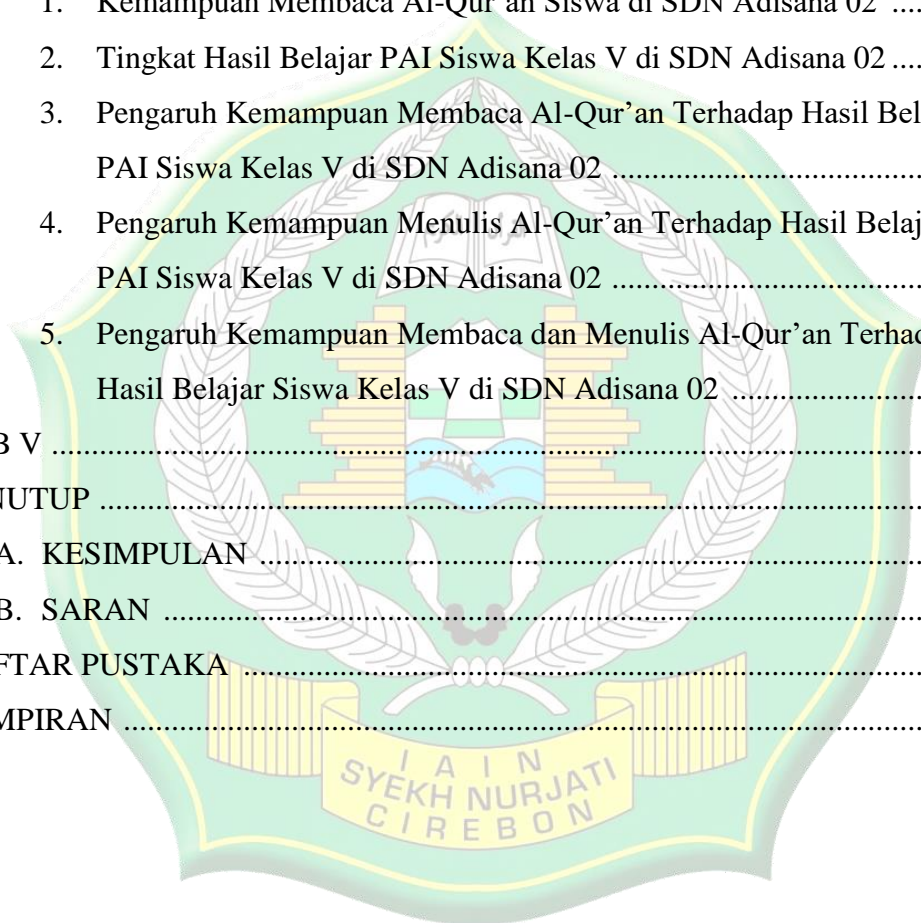 1. Kemampuan Membaca Al-Qur’an Siswa di SDN Adisana 02 ....
2. Tingkat Hasil Belajar PAI Siswa Kelas V di SDN Adisana 02 .....
3. Pengaruh Kemampuan Membaca Al-Qur’an Terhadap Hasil Bel
PAI Siswa Kelas V di SDN Adisana 02 ....................................
4. Pengaruh Kemampuan Menulis Al-Qur’an Terhadap Hasil Belaj
PAI Siswa Kelas V di SDN Adisana 02 ....................................
5. Pengaruh Kemampuan Membaca dan Menulis Al-Qur’an Terhad
Hasil Belajar Siswa Kelas V di SDN Adisana 02 ......................
B V ..........................................................................................
NUTUP ....................................................................................
A. KESIMPULAN .....................................................................
B. SARAN ................................................................................
FTAR PUSTAKA ......................................................................
MPIRAN .................................................................................
IAIN
SYEKH NURJATI
CIREBON